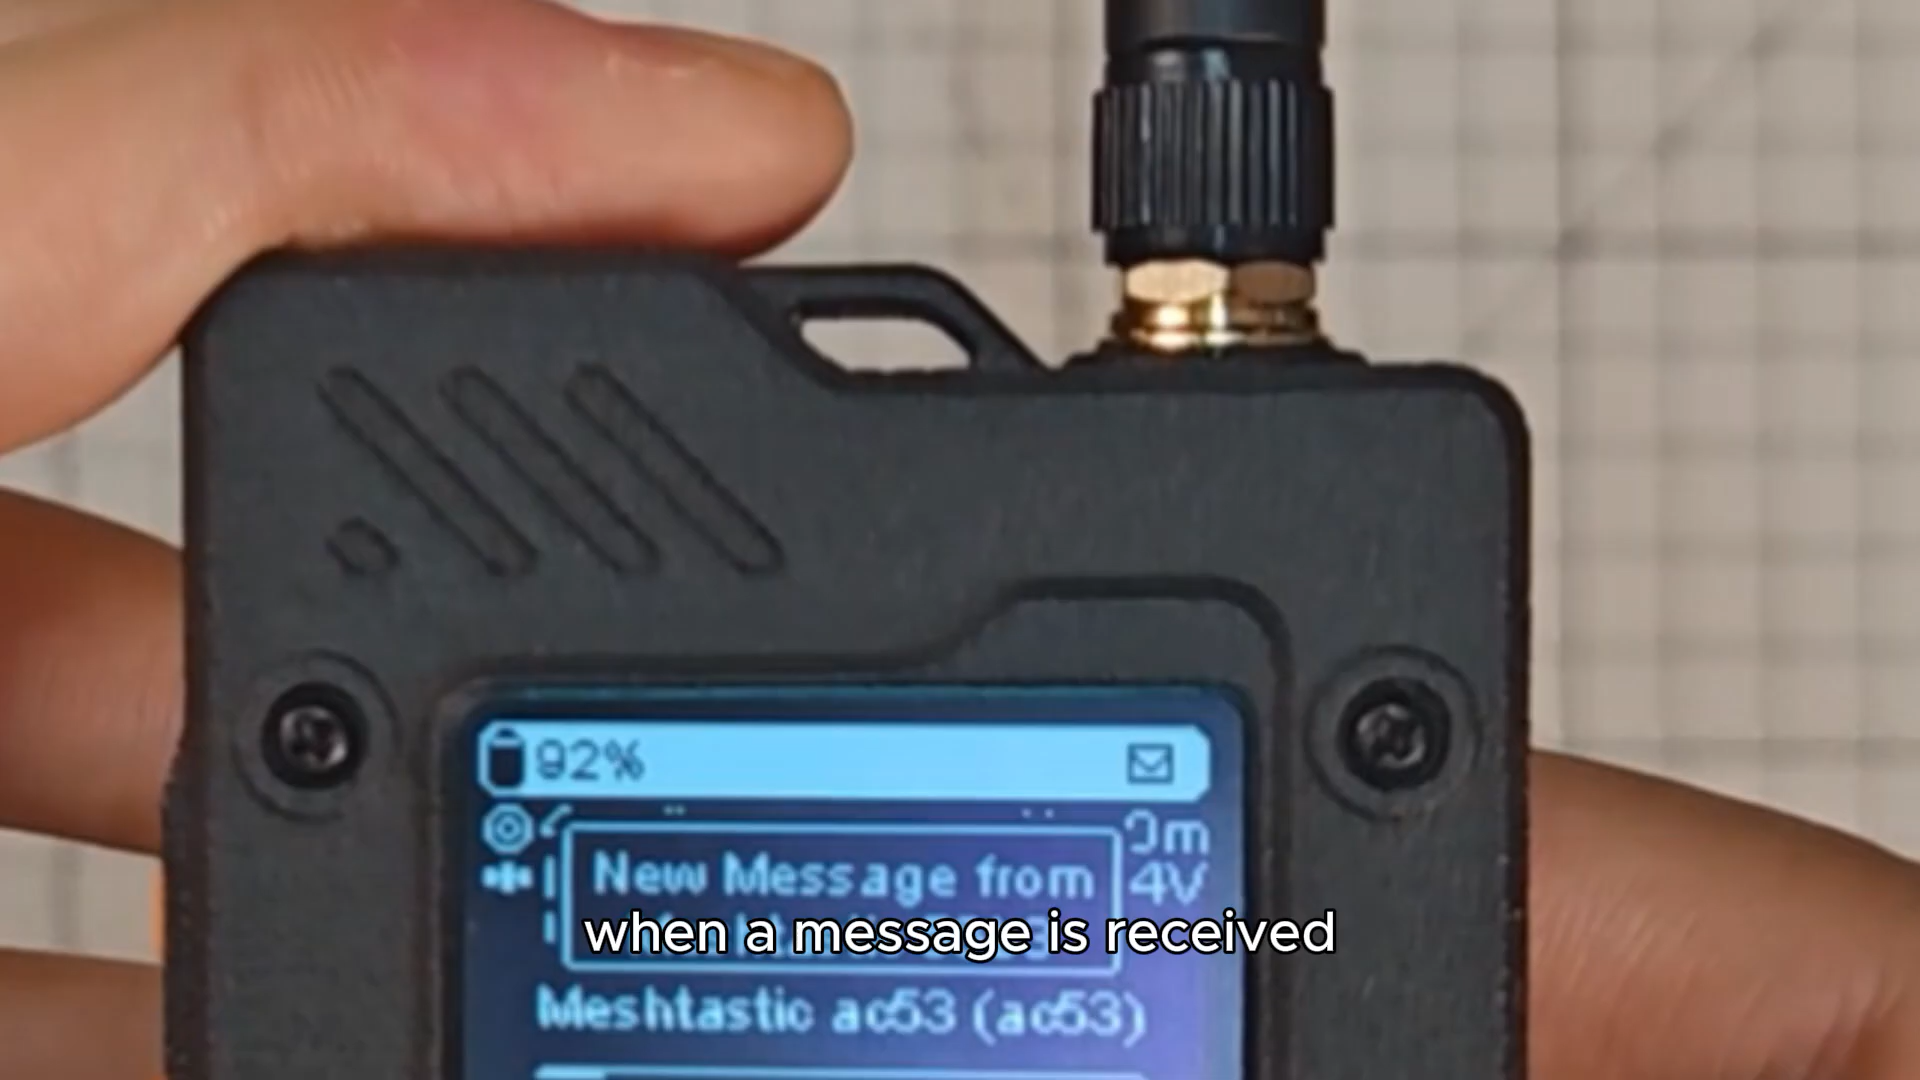 92%
0m
New Message from
4V
when a message is received
Meshtastic ac53 (ac53)